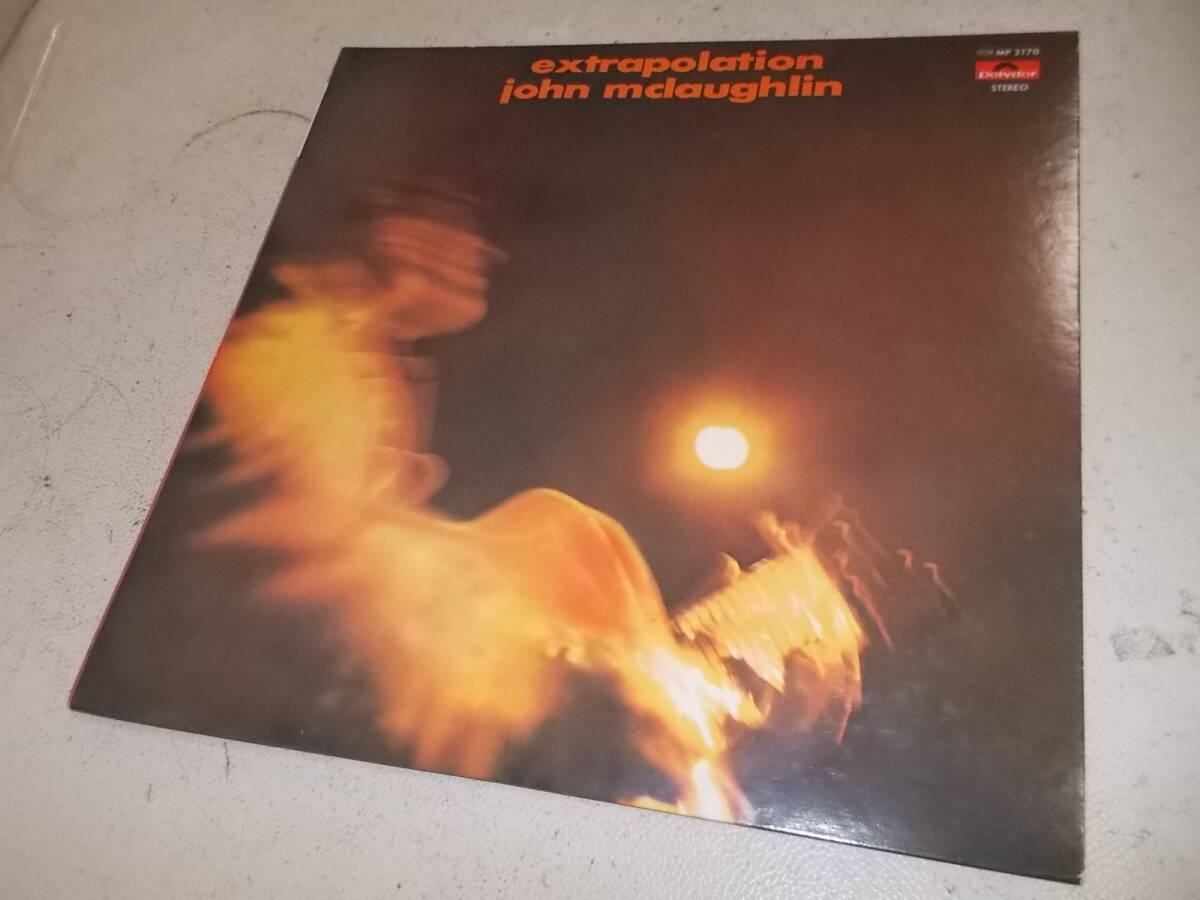 extrapolation
john mclaughlin
MP 2170
polydor
STEREO